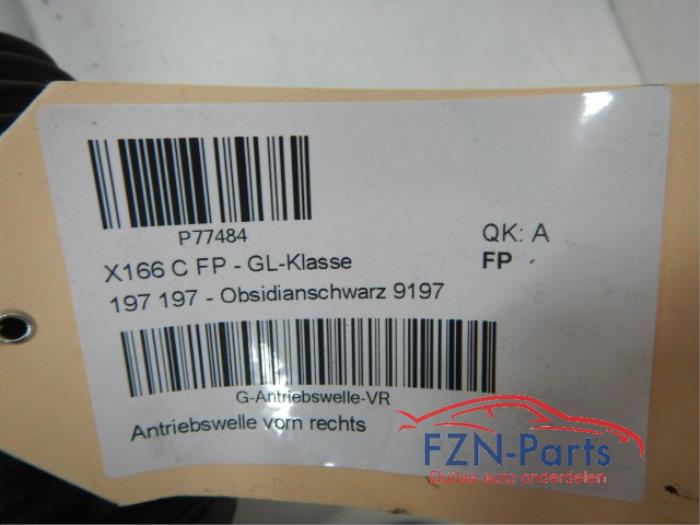 P77484
X166 C FP - GL-Klasse
197 197 - Obsidianschwarz 9197
QK: A
FP
G-Antriebswelle-VR
Antriebswelle vorn rechts
FZN-Parts
Duitse auto onderdelen